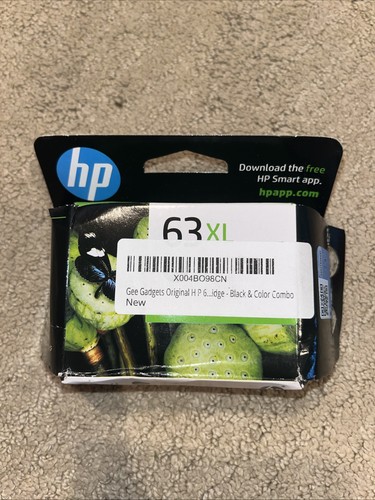 hp
Download the free
HP Smart app.
hpapp.com
63XL
X004BO98CN
Gee Gadgets Original H P 6...idge - Black & Color Combo
New